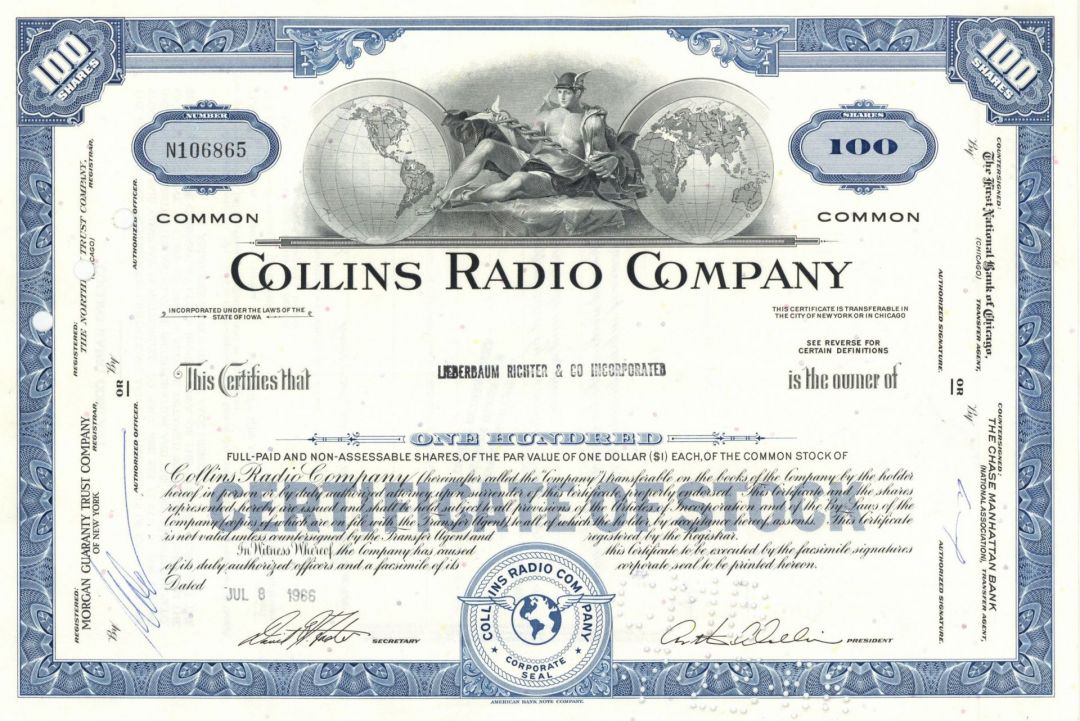 100
SHARES
100
SHARES
NUMBER
N106865
COMMON
SHARES
100
COMMON
COLLINS RADIO COMPANY
INCORPORATED UNDER THE LAWS OF THE
STATE OF IOWA
THIS CERTIFICATE IS TRANSFERABLE IN
THE CITY OF NEW YORK OR IN CHICAGO
SEE REVERSE FOR
CERTAIN DEFINITIONS
This Certifies that
LIEBERBAUM RICHTER & CO INCORPORATED
is the owner of
ONE HUNDRED
FULL-PAID AND NON-ASSESSABLE SHARES, OF THE PAR VALUE OF ONE DOLLAR ($1) EACH, OF THE COMMON STOCK OF
Collins Radio Company (hereinafter called the "Company") transferable on the books of the Company by the holder
hereof in person or by duly authorized attorney upon surrender of this certificate properly endorsed. This certificate and the shares
represented hereby are issued and shall be held subject to all provisions of the Articles of Incorporation and of the By-Laws of the
Company (copies of which are on file with the Transfer Agent) to all of which the holder by acceptance hereof assents. This certificate
is not valid unless countersigned by the Transfer Agent and registered by the Registrar.
In Witness Whereof, the Company has caused this certificate to be executed by the facsimile signatures
of its duly authorized officers and a facsimile of its corporate seal to be printed hereon.
CERTIFICATE OF STOCK
Dated
JUL 8 1966
SECRETARY
COLLINS RADIO COMPANY
CORPORATE
SEAL
PRESIDENT
AMERICAN BANK NOTE COMPANY.
REGISTERED:
THE NORTH TRUST COMPANY,
CAGO) REGISTRAR,
By
AUTHORIZED OFFICER.
OR
REGISTERED:
MORGAN GUARANTY TRUST COMPANY
OF NEW YORK REGISTRAR,
By
AUTHORIZED OFFICER.
COUNTERSIGNED:
The First National Bank of Chicago,
(CHICAGO) TRANSFER AGENT,
By
AUTHORIZED SIGNATURE.
OR
COUNTERSIGNED:
THE CHASE MANHATTAN BANK
(NATIONAL ASSOCIATION), TRANSFER AGENT,
By
AUTHORIZED SIGNATURE.